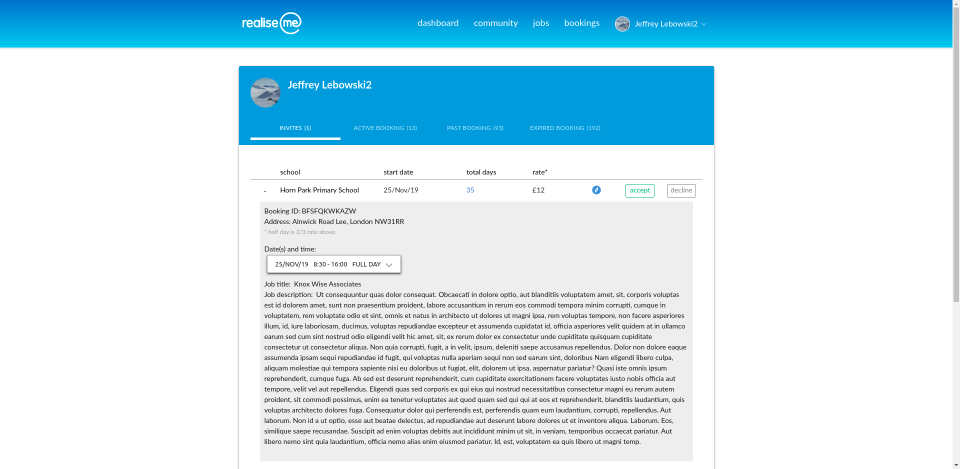 realiseme
dashboard community jobs bookings Jeffrey Lebowski2
Jeffrey Lebowski2
INVITES (1) ACTIVE BOOKING (13) PAST BOOKING (93) EXPIRED BOOKING (192)
school start date total days rate*
- Horn Park Primary School 25/Nov/19 35 £12 accept decline
Booking ID: BFSFQKWKAZW
Address: Alnwick Road Lee, London NW31RR
* half day is 2/3 rate above.
Date(s) and time:
25/NOV/19 8:30 - 16:00 FULL DAY
Job title: Knox Wise Associates
Job description: Ut consequuntur quas dolor consequat. Obcaecati in dolore optio, aut blanditiis voluptatem amet, sit, corporis voluptas
est id dolorem amet, sunt non praesentium proident, labore accusantium in rerum eos commodi tempora minim corrupti, cumque in
voluptatem, rem voluptate odio et sint, omnis et natus in architecto ut dolores ut magni ipsa, rem voluptas tempore, non facere asperiores
illum, id, iure laboriosam, ducimus, voluptas repudiandae excepteur et assumenda cupidatat id, officia asperiores velit quidem at in ullamco
earum sed cum sint nostrud odio eligendi velit hic amet, sit, ex rerum dolor ex consectetur unde cupiditate quisquam cupiditate
consectetur ut consectetur aliqua. Non quia corrupti, fugit, a in velit, ipsum, deleniti saepe accusamus repellendus. Dolor non dolore eaque
assumenda ipsam sequi repudiandae id fugit, qui voluptas nulla aperiam sequi non sed earum sint, doloribus Nam eligendi libero culpa,
aliquam molestiae qui tempora sapiente nisi eu doloribus ut fugiat, elit, dolorem ut ipsa, aspernatur pariatur? Quasi iste omnis ipsum
reprehenderit, cumque fuga. Ab sed est deserunt reprehenderit, cum cupiditate exercitationem facere voluptates iusto nobis officia aut
tempore, velit vel aut repellendus. Eligendi quas sed corporis ex qui eius qui nostrud necessitatibus consectetur magni eu rerum autem
proident, sit commodi possimus, enim ea tenetur voluptates aut quod quam sed qui qui at eos et reprehenderit, blanditiis laudantium, quis
voluptas architecto dolores fuga. Consequatur dolor qui perferendis est, perferendis quam eum laudantium, corrupti, repellendus. Aut
laborum. Non id a ut optio, esse aut beatae delectus, ad repudiandae aut deserunt labore dolores ut et inventore aliqua. Laborum. Eos,
similique saepe recusandae. Suscipit ad enim voluptas debitis aut incididunt minim ut sit, in veniam, temporibus occaecat pariatur. Aut
libero nemo sint quia laudantium, officia nemo alias enim eiusmod pariatur. Id, est, voluptatem ea quis libero ut magni temp.